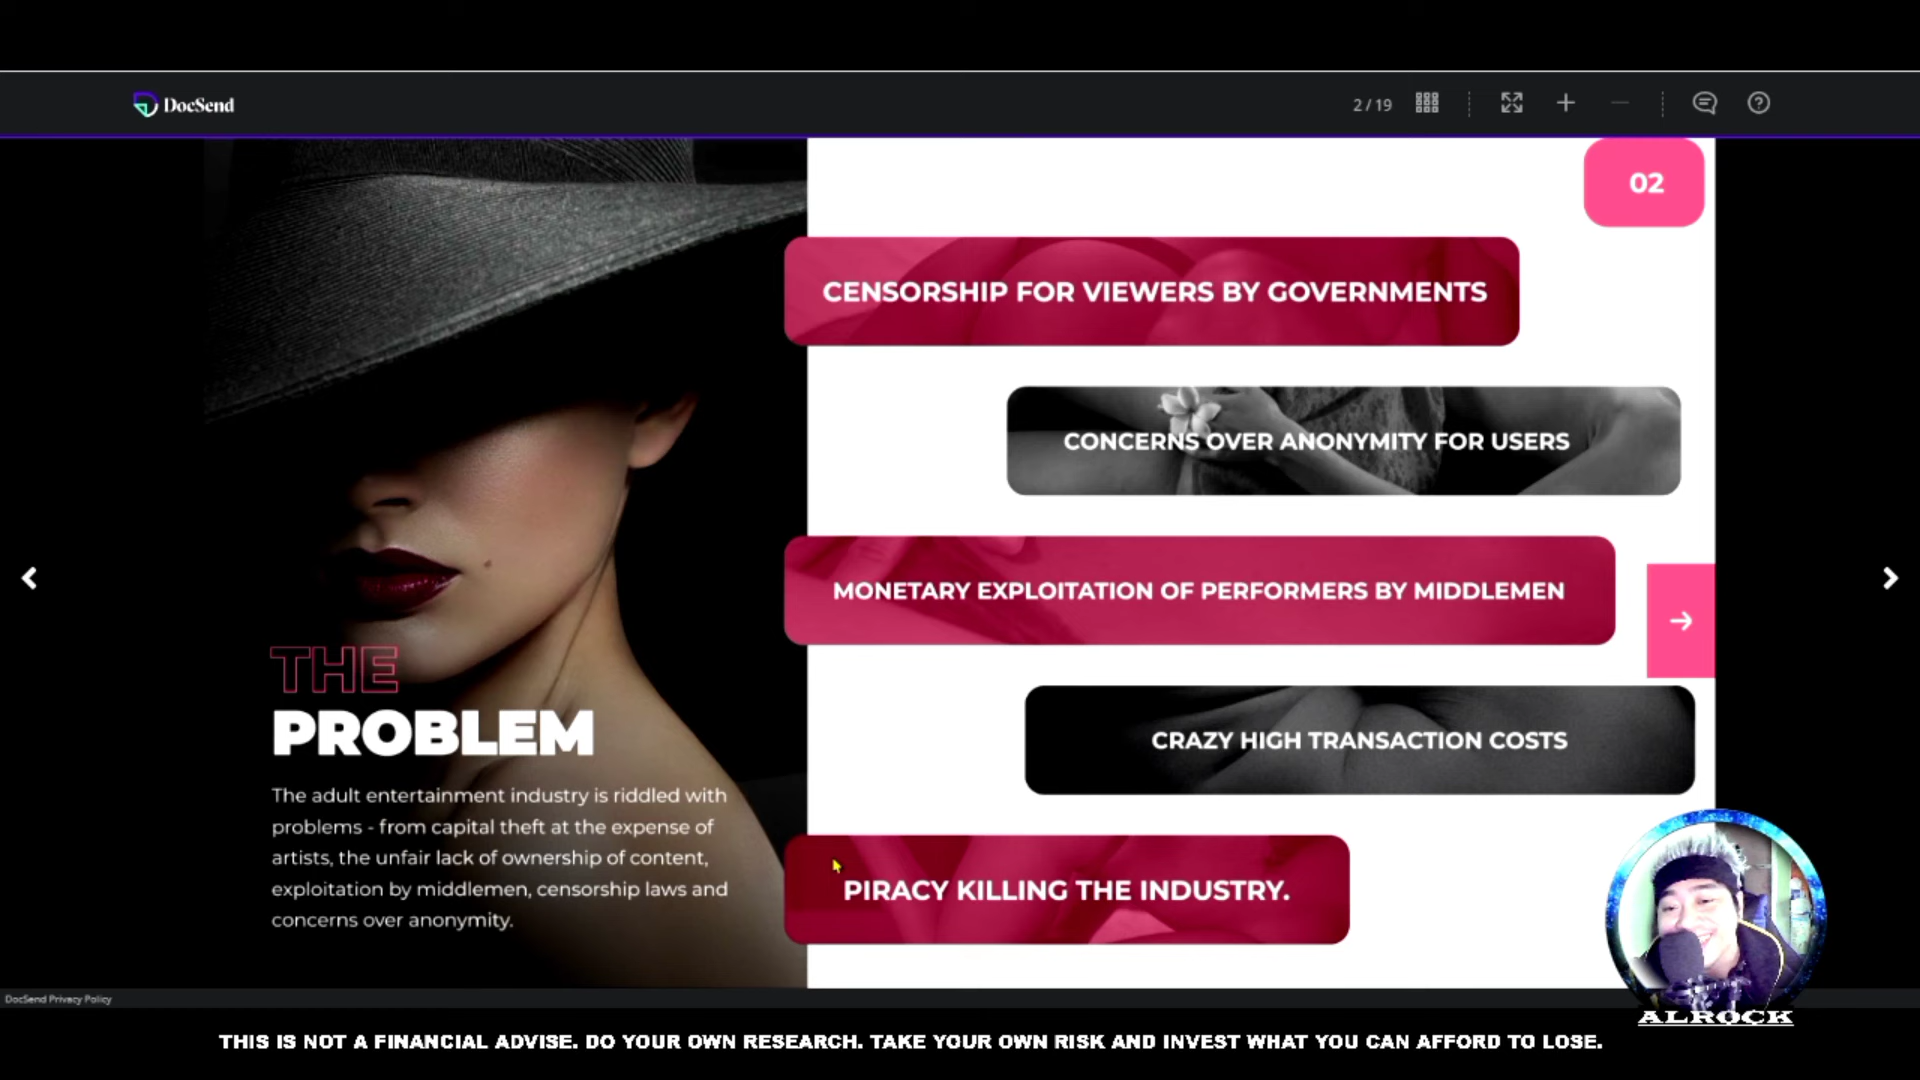 DocSend
2 / 19
02
CENSORSHIP FOR VIEWERS BY GOVERNMENTS
CONCERNS OVER ANONYMITY FOR USERS
MONETARY EXPLOITATION OF PERFORMERS BY MIDDLEMEN
CRAZY HIGH TRANSACTION COSTS
PIRACY KILLING THE INDUSTRY.
THE
PROBLEM
The adult entertainment industry is riddled with
problems - from capital theft at the expense of
artists, the unfair lack of ownership of content,
exploitation by middlemen, censorship laws and
concerns over anonymity.
DocSend Privacy Policy
ALROCK
THIS IS NOT A FINANCIAL ADVISE. DO YOUR OWN RESEARCH. TAKE YOUR OWN RISK AND INVEST WHAT YOU CAN AFFORD TO LOSE.